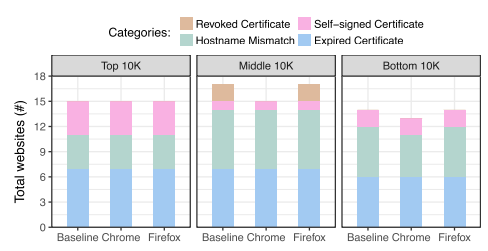 Categories:
Revoked Certificate
Self-signed Certificate
Hostname Mismatch
Expired Certificate
Top 10K
Middle 10K
Bottom 10K
Total websites (#)
18
15
12
9
6
3
0
Baseline Chrome Firefox
Baseline Chrome Firefox
Baseline Chrome Firefox